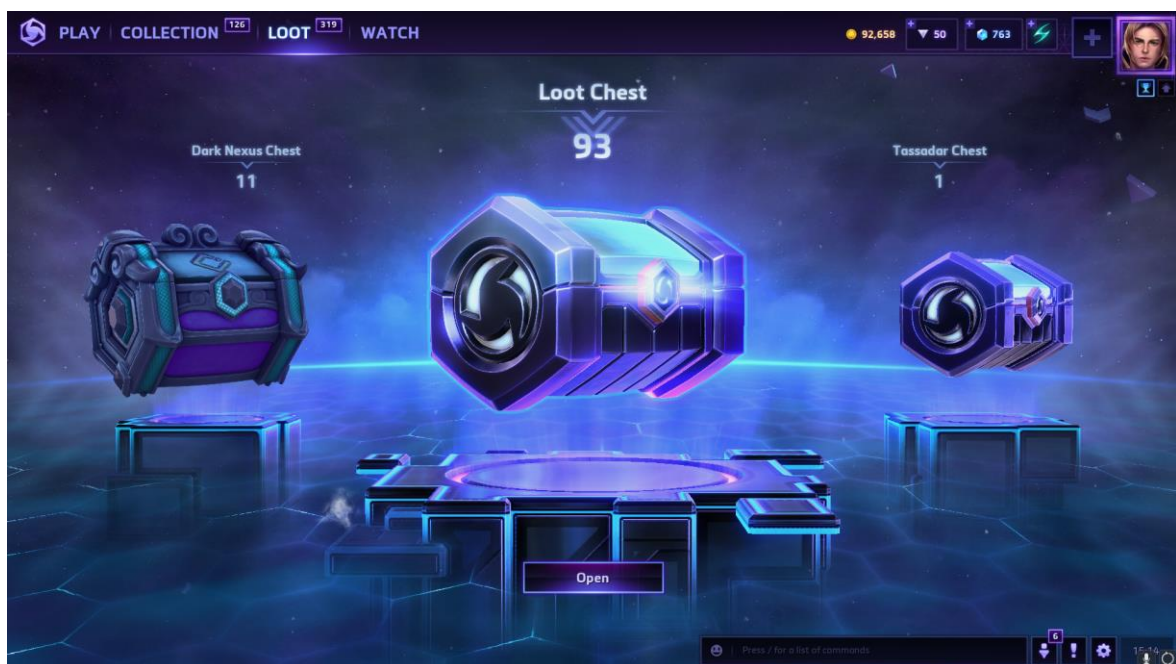 PLAY COLLECTION 126 LOOT 319 WATCH
92,658 50 763
Loot Chest
93
Dark Nexus Chest
11
Tassadar Chest
1
Open
6
Press / for a list of commands